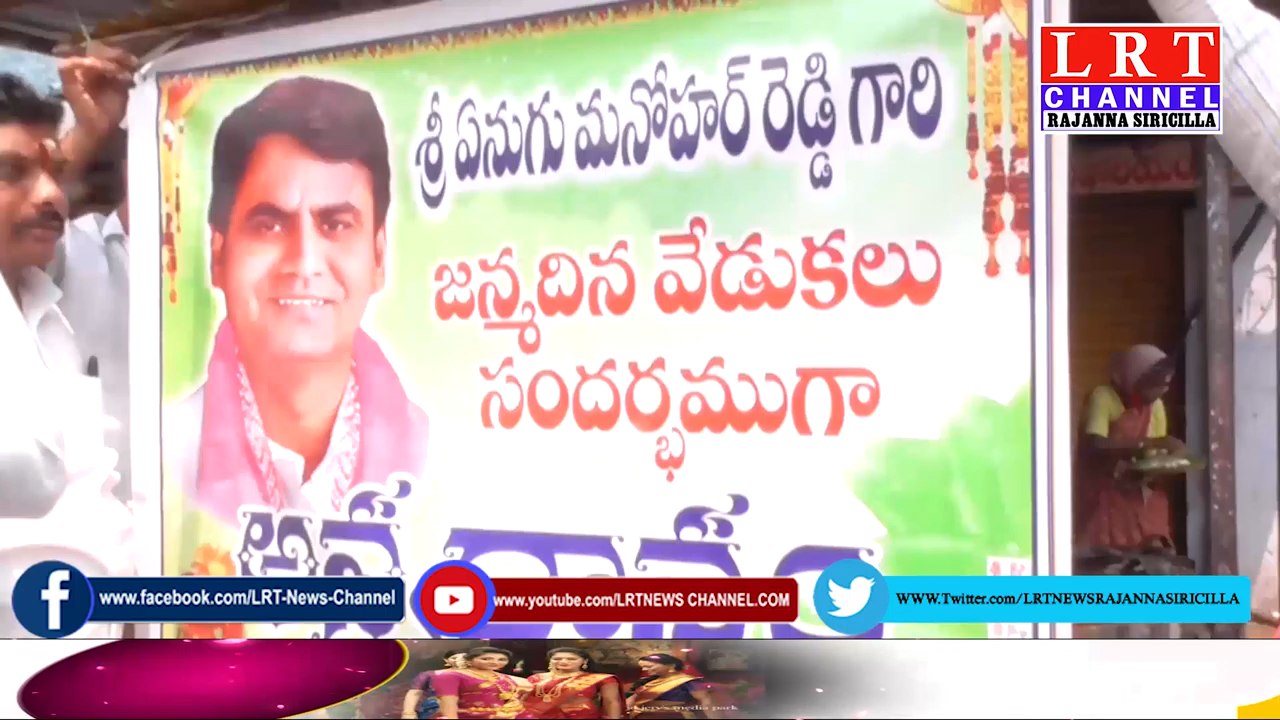 LRT
CHANNEL
RAJANNA SIRICILLA
శ్రీ ఏనుగు మనోహర్ రెడ్డి గారి
జన్మదిన వేడుకలు
సందర్భముగా
www.facebook.com/LRT-News-Channel
www.youtube.com/LRTNEWS CHANNEL.COM
WWW.Twitter.com/LRTNEWSRAJANNASIRICILLA